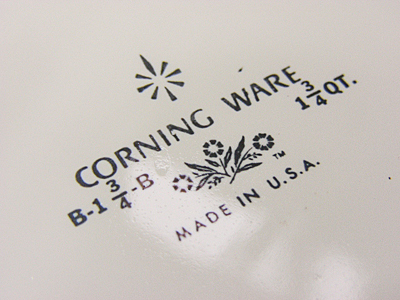 CORNING WARE
B-1 3/4-B 1 3/4 QT.
™
MADE IN U.S.A.